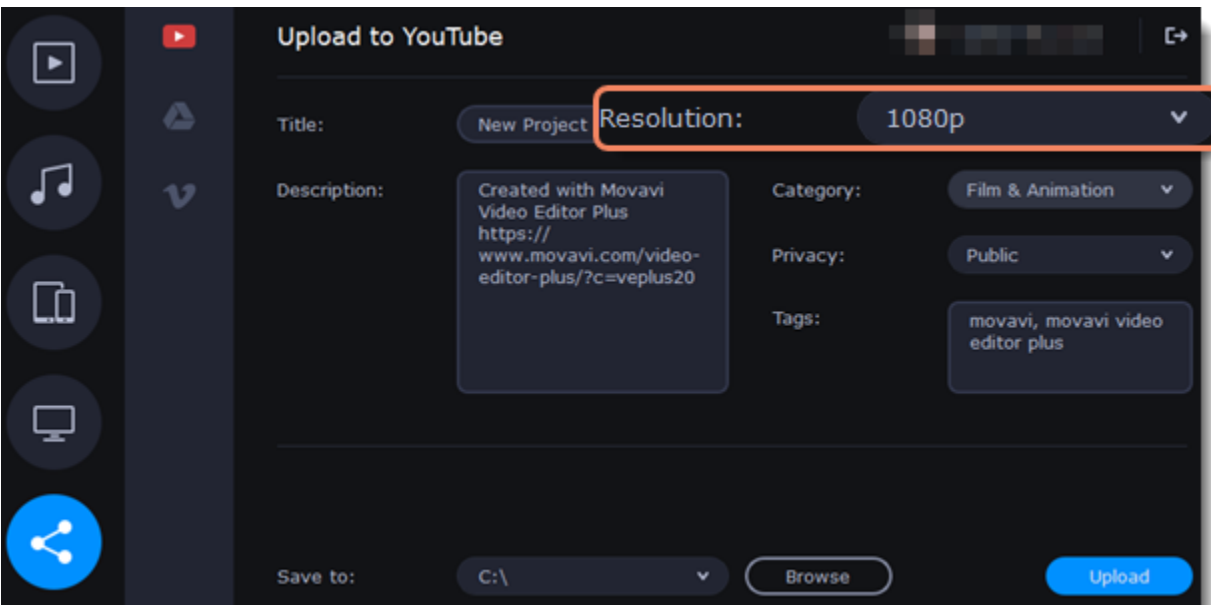 Upload to YouTube
Title:
New Project
Resolution:
1080p
Description:
Created with Movavi
Video Editor Plus
https://
www.movavi.com/video-
editor-plus/?c=veplus20
Category:
Film & Animation
Privacy:
Public
Tags:
movavi, movavi video
editor plus
Save to:
C:\
Browse
Upload